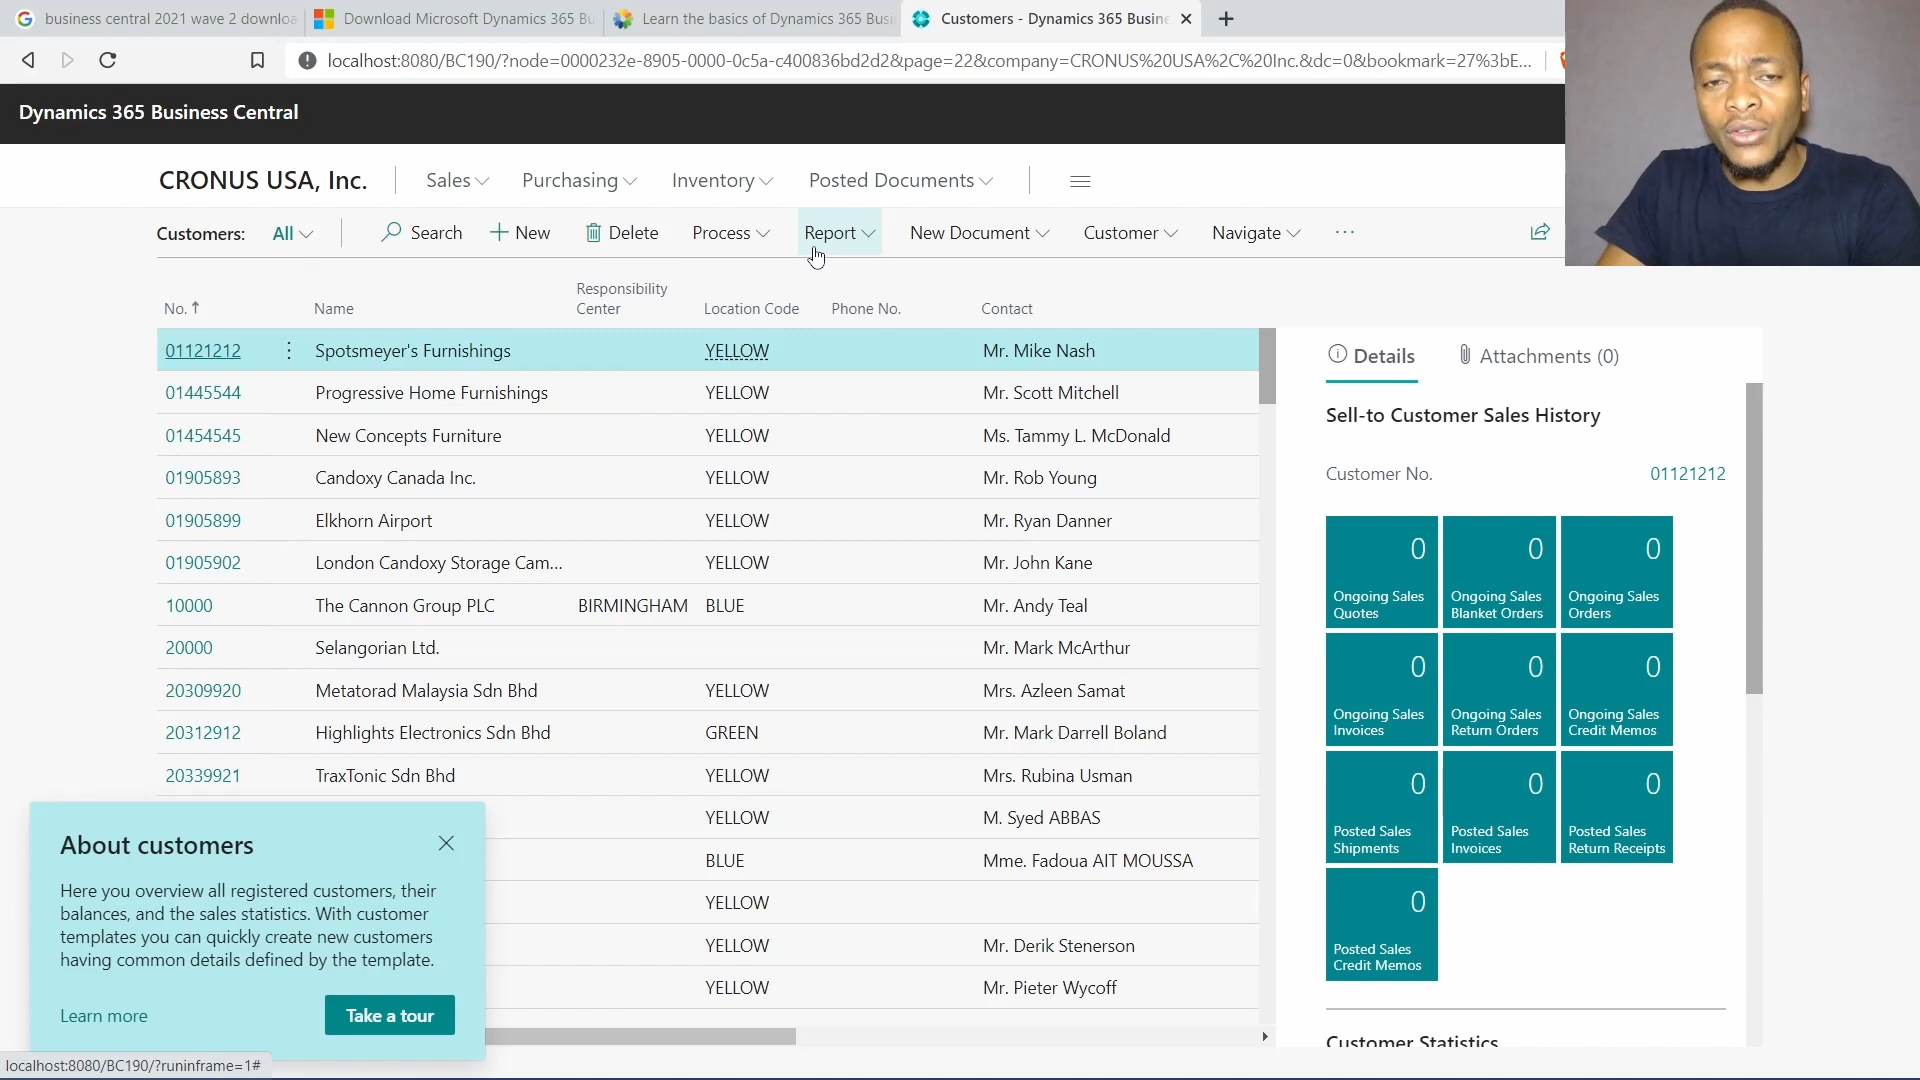 business central 2021 wave 2 downloa
Download Microsoft Dynamics 365 Bu
Learn the basics of Dynamics 365 Busi
Customers - Dynamics 365 Busine
localhost:8080/BC190/?node=0000232e-8905-0000-0c5a-c400836bd2d2&page=22&company=CRONUS%20USA%2C%20Inc.&dc=0&bookmark=27%3bE...
Dynamics 365 Business Central
CRONUS USA, Inc. Sales Purchasing Inventory Posted Documents
Customers: All Search New Delete Process Report New Document Customer Navigate ...
No. ↑ Name Responsibility Center Location Code Phone No. Contact
01121212 Spotsmeyer's Furnishings YELLOW Mr. Mike Nash
01445544 Progressive Home Furnishings YELLOW Mr. Scott Mitchell
01454545 New Concepts Furniture YELLOW Ms. Tammy L. McDonald
01905893 Candoxy Canada Inc. YELLOW Mr. Rob Young
01905899 Elkhorn Airport YELLOW Mr. Ryan Danner
01905902 London Candoxy Storage Cam... YELLOW Mr. John Kane
10000 The Cannon Group PLC BIRMINGHAM BLUE Mr. Andy Teal
20000 Selangorian Ltd. Mr. Mark McArthur
20309920 Metatorad Malaysia Sdn Bhd YELLOW Mrs. Azleen Samat
20312912 Highlights Electronics Sdn Bhd GREEN Mr. Mark Darrell Boland
20339921 TraxTonic Sdn Bhd YELLOW Mrs. Rubina Usman
YELLOW M. Syed ABBAS
BLUE Mme. Fadoua AIT MOUSSA
YELLOW
YELLOW Mr. Derik Stenerson
YELLOW Mr. Pieter Wycoff
About customers
Here you overview all registered customers, their
balances, and the sales statistics. With customer
templates you can quickly create new customers
having common details defined by the template.
Learn more
Take a tour
localhost:8080/BC190/?runinframe=1#
Details Attachments (0)
Sell-to Customer Sales History
Customer No. 01121212
0 0 0
Ongoing Sales Quotes
Ongoing Sales Blanket Orders
Ongoing Sales Orders
0 0 0
Ongoing Sales Invoices
Ongoing Sales Return Orders
Ongoing Sales Credit Memos
0 0 0
Posted Sales Shipments
Posted Sales Invoices
Posted Sales Return Receipts
0
Posted Sales Credit Memos
Customer Statistics